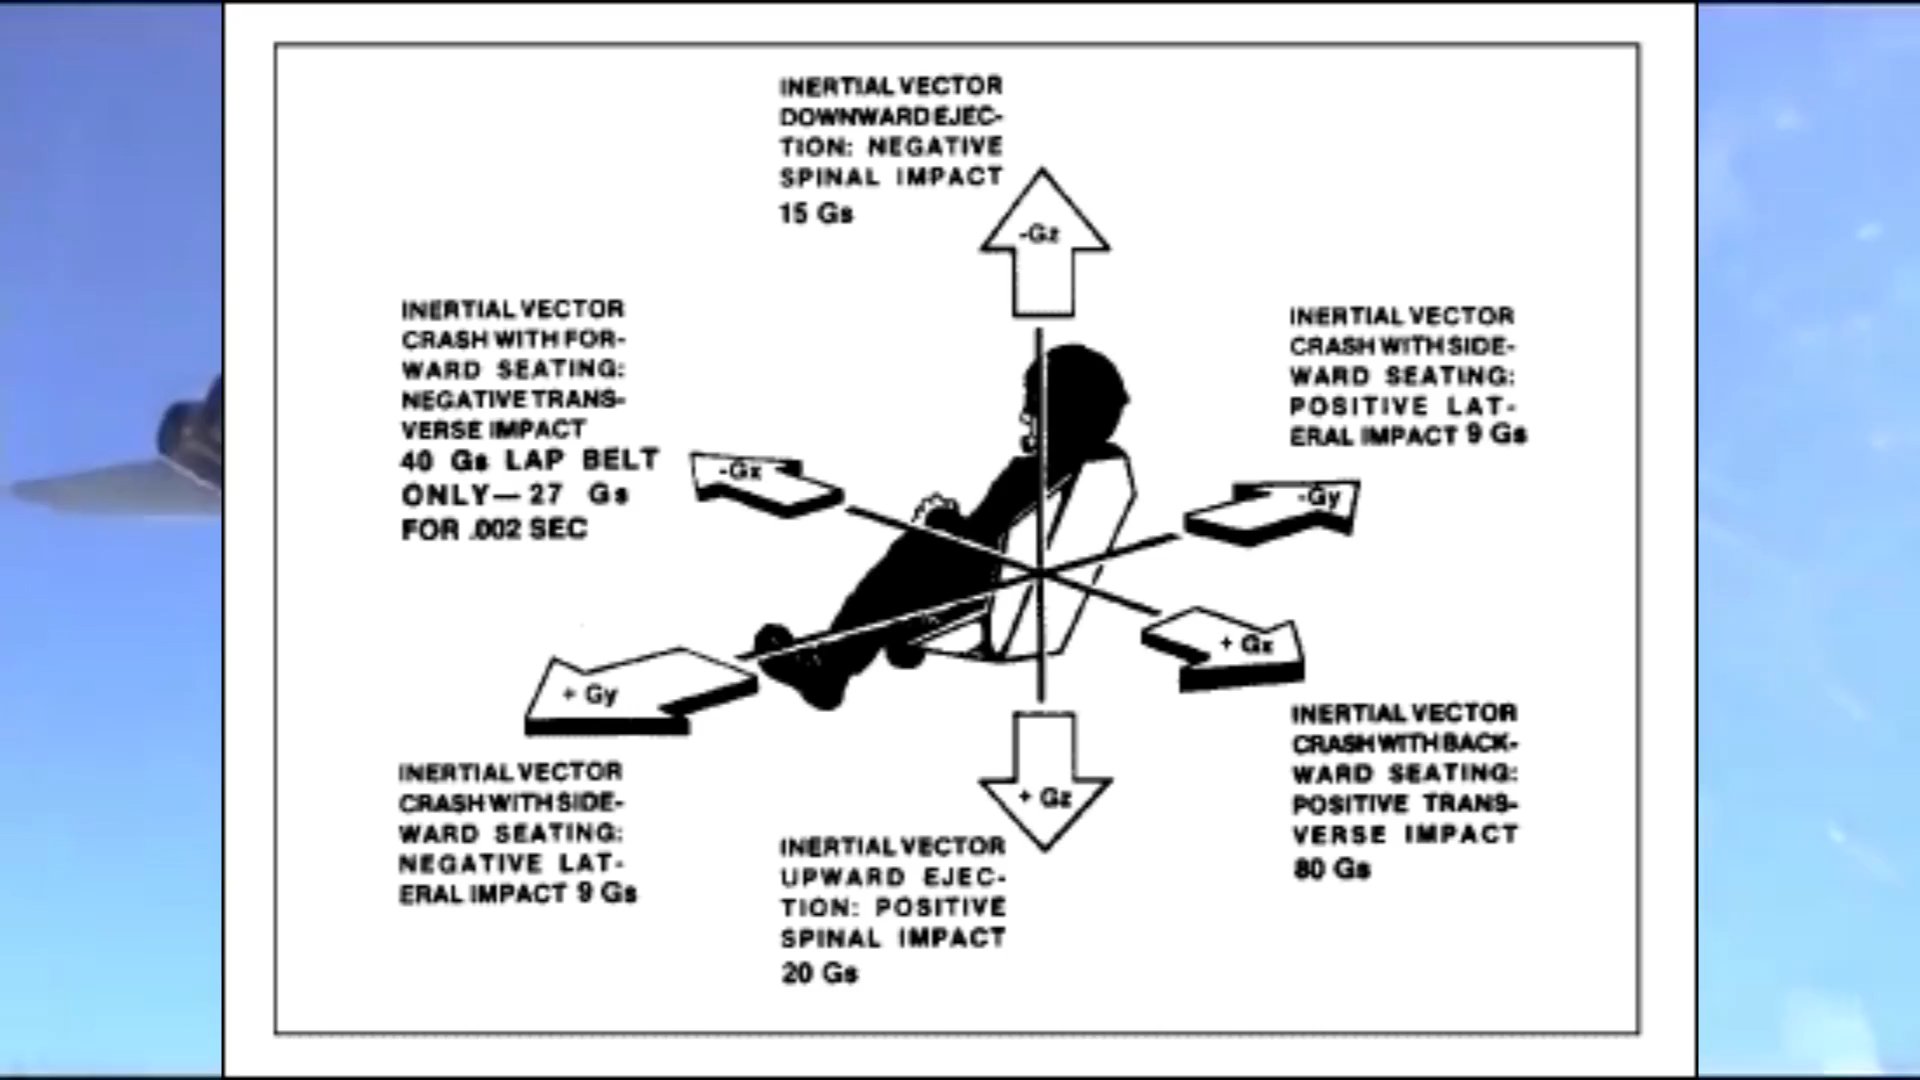 INERTIAL VECTOR
DOWNWARD EJEC-
TION: NEGATIVE
SPINAL IMPACT
15 Gs
-Gz
INERTIAL VECTOR
CRASH WITH FOR-
WARD SEATING:
NEGATIVE TRANS-
VERSE IMPACT
40 Gs LAP BELT
ONLY—27 Gs
FOR .002 SEC
-Gx
INERTIAL VECTOR
CRASH WITH SIDE-
WARD SEATING:
POSITIVE LAT-
ERAL IMPACT 9 Gs
-Gy
+ Gy
INERTIAL VECTOR
CRASH WITH SIDE-
WARD SEATING:
NEGATIVE LAT-
ERAL IMPACT 9 Gs
+ Gz
INERTIAL VECTOR
UPWARD EJEC-
TION: POSITIVE
SPINAL IMPACT
20 Gs
+ Gx
INERTIAL VECTOR
CRASH WITH BACK-
WARD SEATING:
POSITIVE TRANS-
VERSE IMPACT
80 Gs